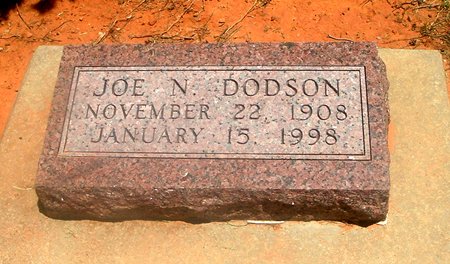 JOE N. DODSON
NOVEMBER 22, 1908
JANUARY 15, 1998